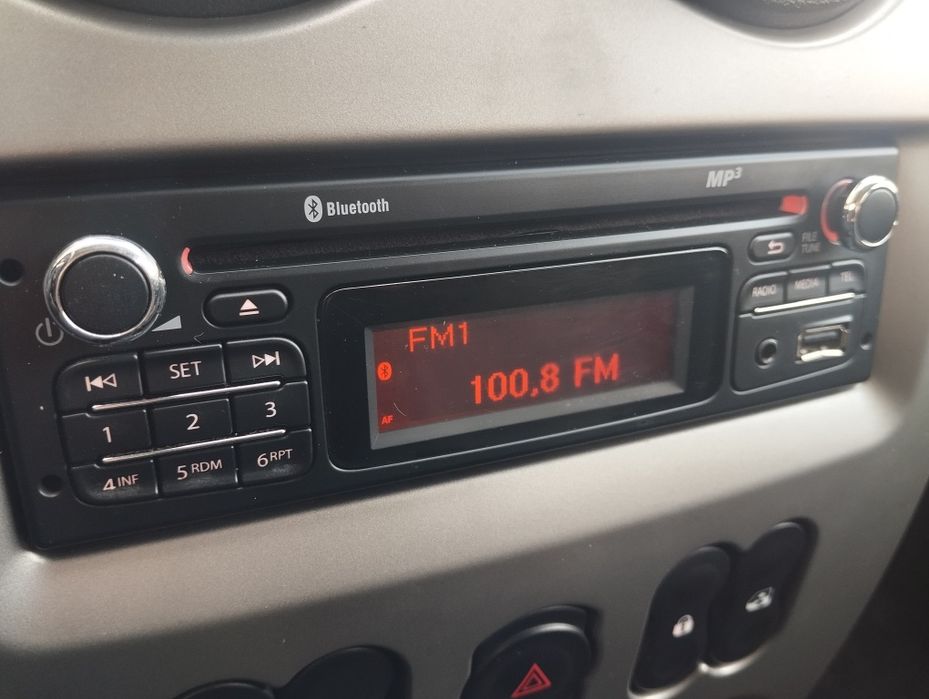 Bluetooth
MP3
FILE
TUNE
RADIO MEDIA TEL
SET
1 2 3
4 INF 5 RDM 6 RPT
FM1
100,8 FM
AF